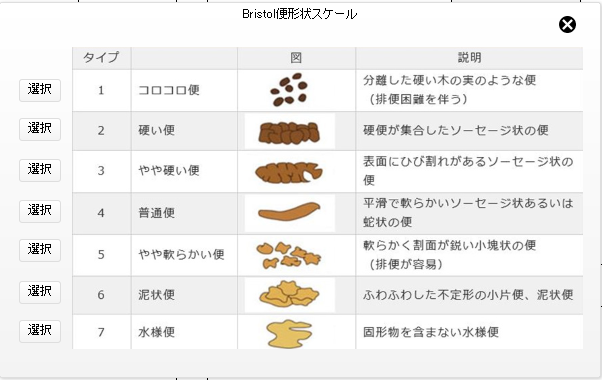 Bristol便形状スケール
タイプ 図 説明
選択 1 コロコロ便 分離した硬い木の実のような便
（排便困難を伴う）
選択 2 硬い便 硬便が集合したソーセージ状の便
選択 3 やや硬い便 表面にひび割れがあるソーセージ状の
便
選択 4 普通便 平滑で軟らかいソーセージ状あるいは
蛇状の便
選択 5 やや軟らかい便 軟らかく割面が鋭い小塊状の便
（排便が容易）
選択 6 泥状便 ふわふわした不定形の小片便、泥状便
選択 7 水様便 固形物を含まない水様便